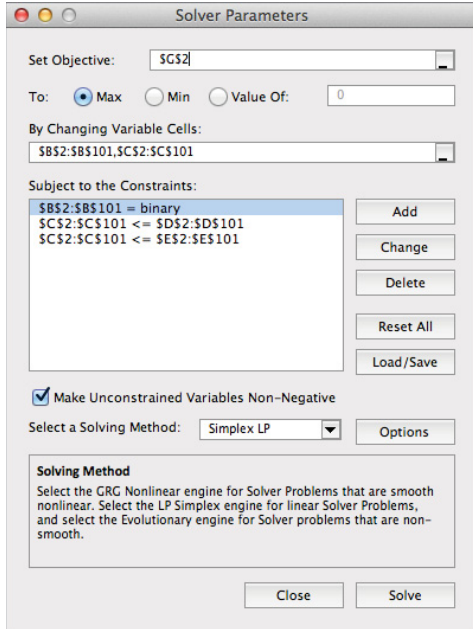 Solver Parameters
Set Objective: $G$2
To: Max Min Value Of: 0
By Changing Variable Cells:
$B$2:$B$101,$C$2:$C$101
Subject to the Constraints:
$B$2:$B$101 = binary
$C$2:$C$101 <= $D$2:$D$101
$C$2:$C$101 <= $E$2:$E$101
Add
Change
Delete
Reset All
Load/Save
Make Unconstrained Variables Non-Negative
Select a Solving Method: Simplex LP Options
Solving Method
Select the GRG Nonlinear engine for Solver Problems that are smooth
nonlinear. Select the LP Simplex engine for linear Solver Problems,
and select the Evolutionary engine for Solver problems that are non-
smooth.
Close Solve